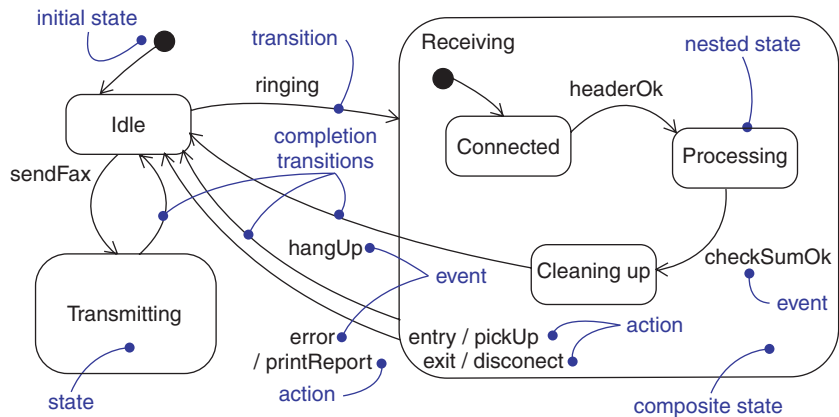 initial state
transition
Receiving
nested state
ringing
headerOk
Idle
completion
transitions
Connected
Processing
sendFax
hangUp
Cleaning up
checkSumOk
event
event
Transmitting
error
/ printReport
entry / pickUp
exit / disconect
action
state
action
composite state